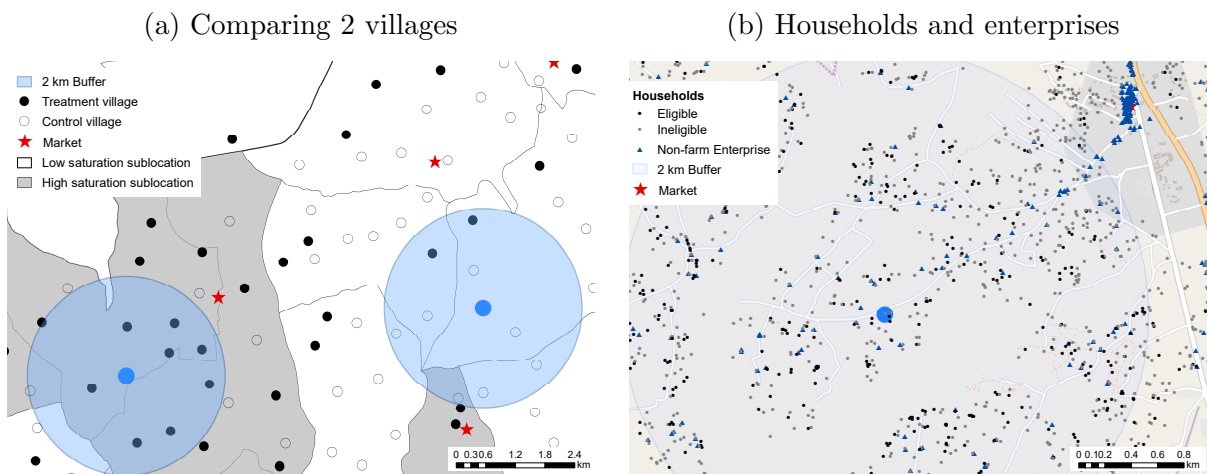 (a) Comparing 2 villages
2 km Buffer
Treatment village
Control village
Market
Low saturation sublocation
High saturation sublocation
0 0.30.6 1.2 1.8 2.4
km
(b) Households and enterprises
Households
Eligible
Ineligible
Non-farm Enterprise
2 km Buffer
Market
0 0.10.2 0.4 0.6 0.8
km